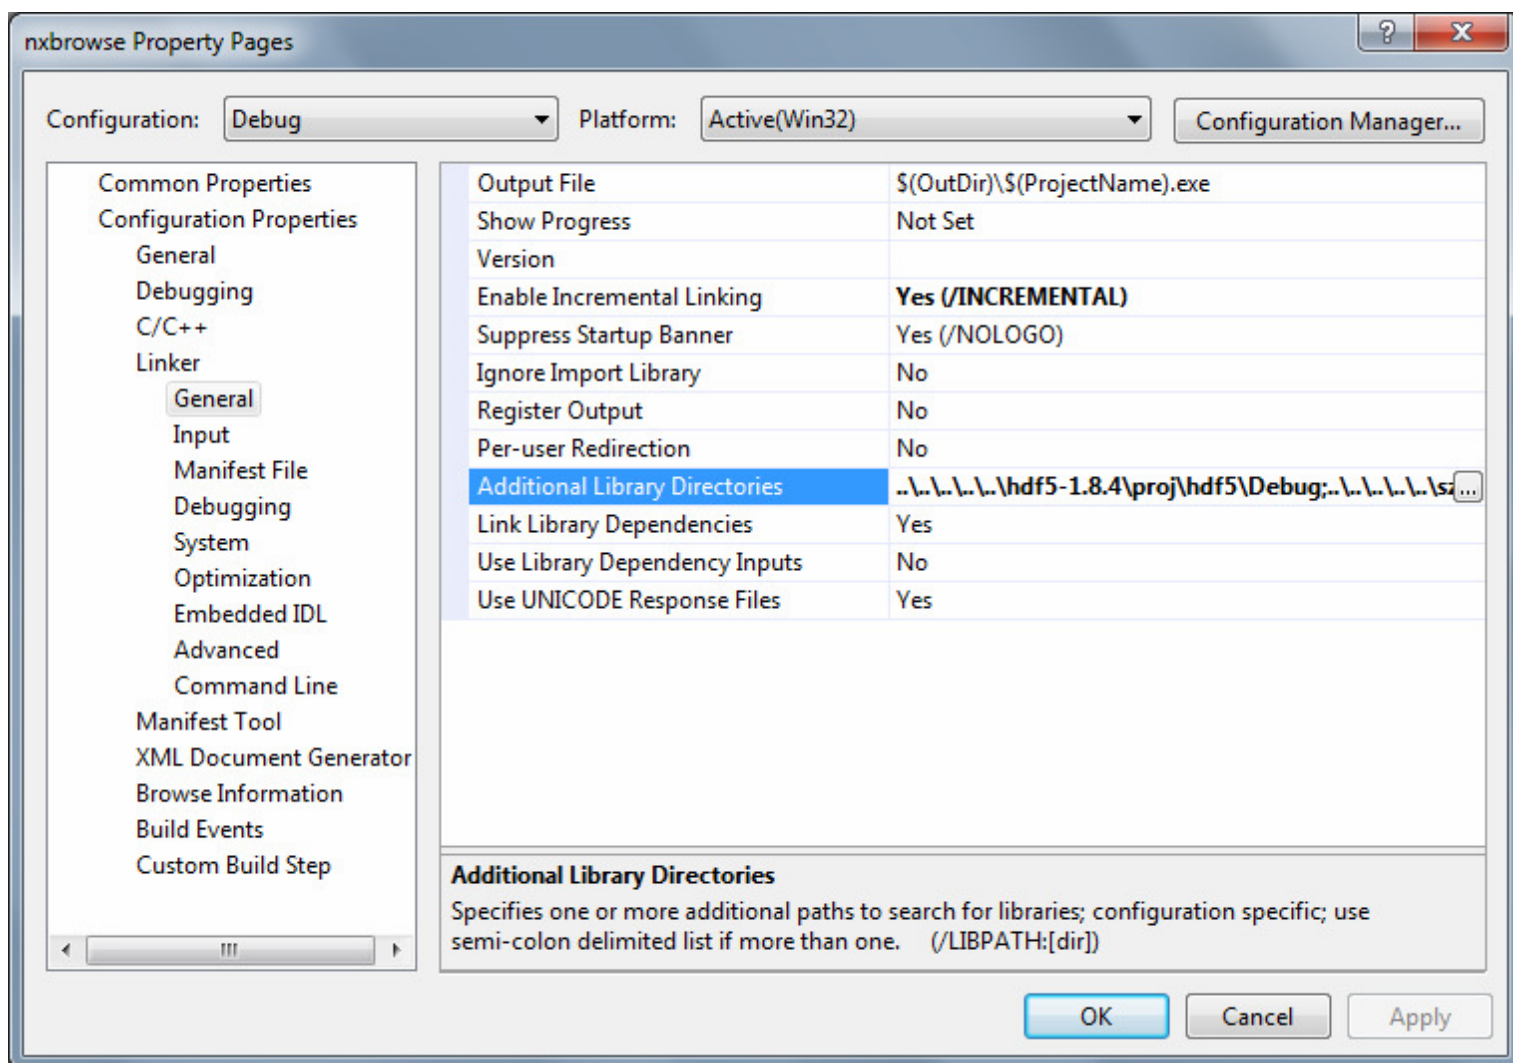 nxbrowse Property Pages
Configuration: Debug Platform: Active(Win32) Configuration Manager...
Common Properties
Configuration Properties
General
Debugging
C/C++
Linker
General
Input
Manifest File
Debugging
System
Optimization
Embedded IDL
Advanced
Command Line
Manifest Tool
XML Document Generator
Browse Information
Build Events
Custom Build Step
Output File $(OutDir)\$(ProjectName).exe
Show Progress Not Set
Version
Enable Incremental Linking Yes (/INCREMENTAL)
Suppress Startup Banner Yes (/NOLOGO)
Ignore Import Library No
Register Output No
Per-user Redirection No
Additional Library Directories ..\..\..\..\..\hdf5-1.8.4\proj\hdf5\Debug;..\..\..\..\..\sz ...
Link Library Dependencies Yes
Use Library Dependency Inputs No
Use UNICODE Response Files Yes
Additional Library Directories
Specifies one or more additional paths to search for libraries; configuration specific; use
semi-colon delimited list if more than one. (/LIBPATH:[dir])
OK Cancel Apply